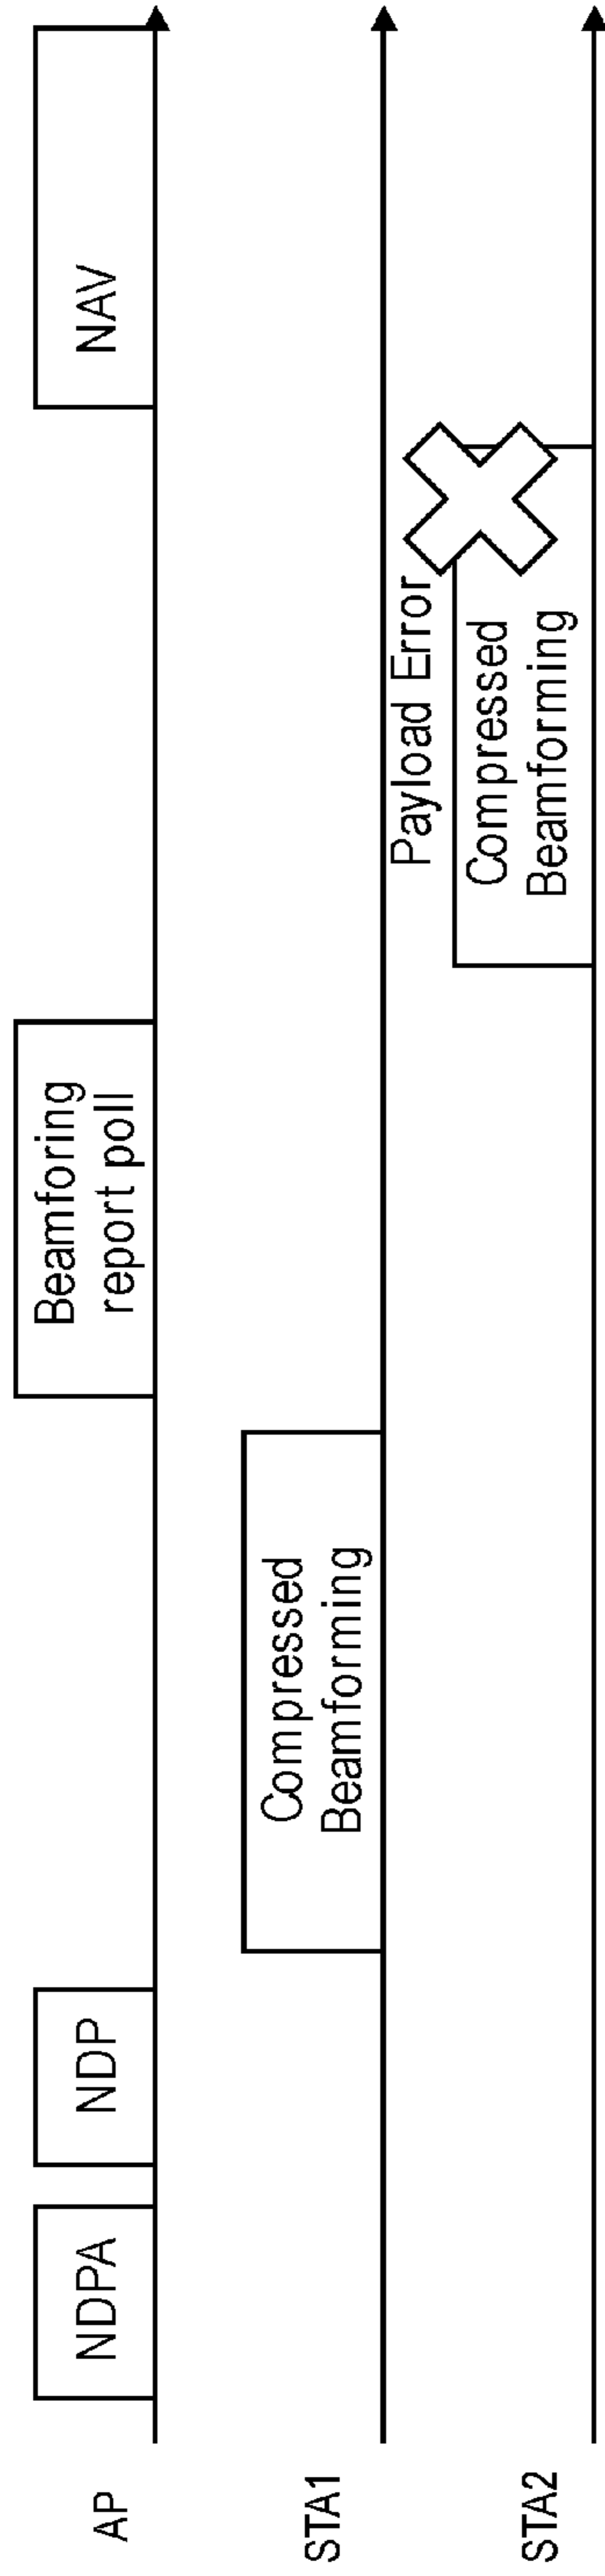 AP
NDPA
NDP
Beamforing
report poll
NAV
STA1
Compressed
Beamforming
STA2
Payload Error
Compressed
Beamforming